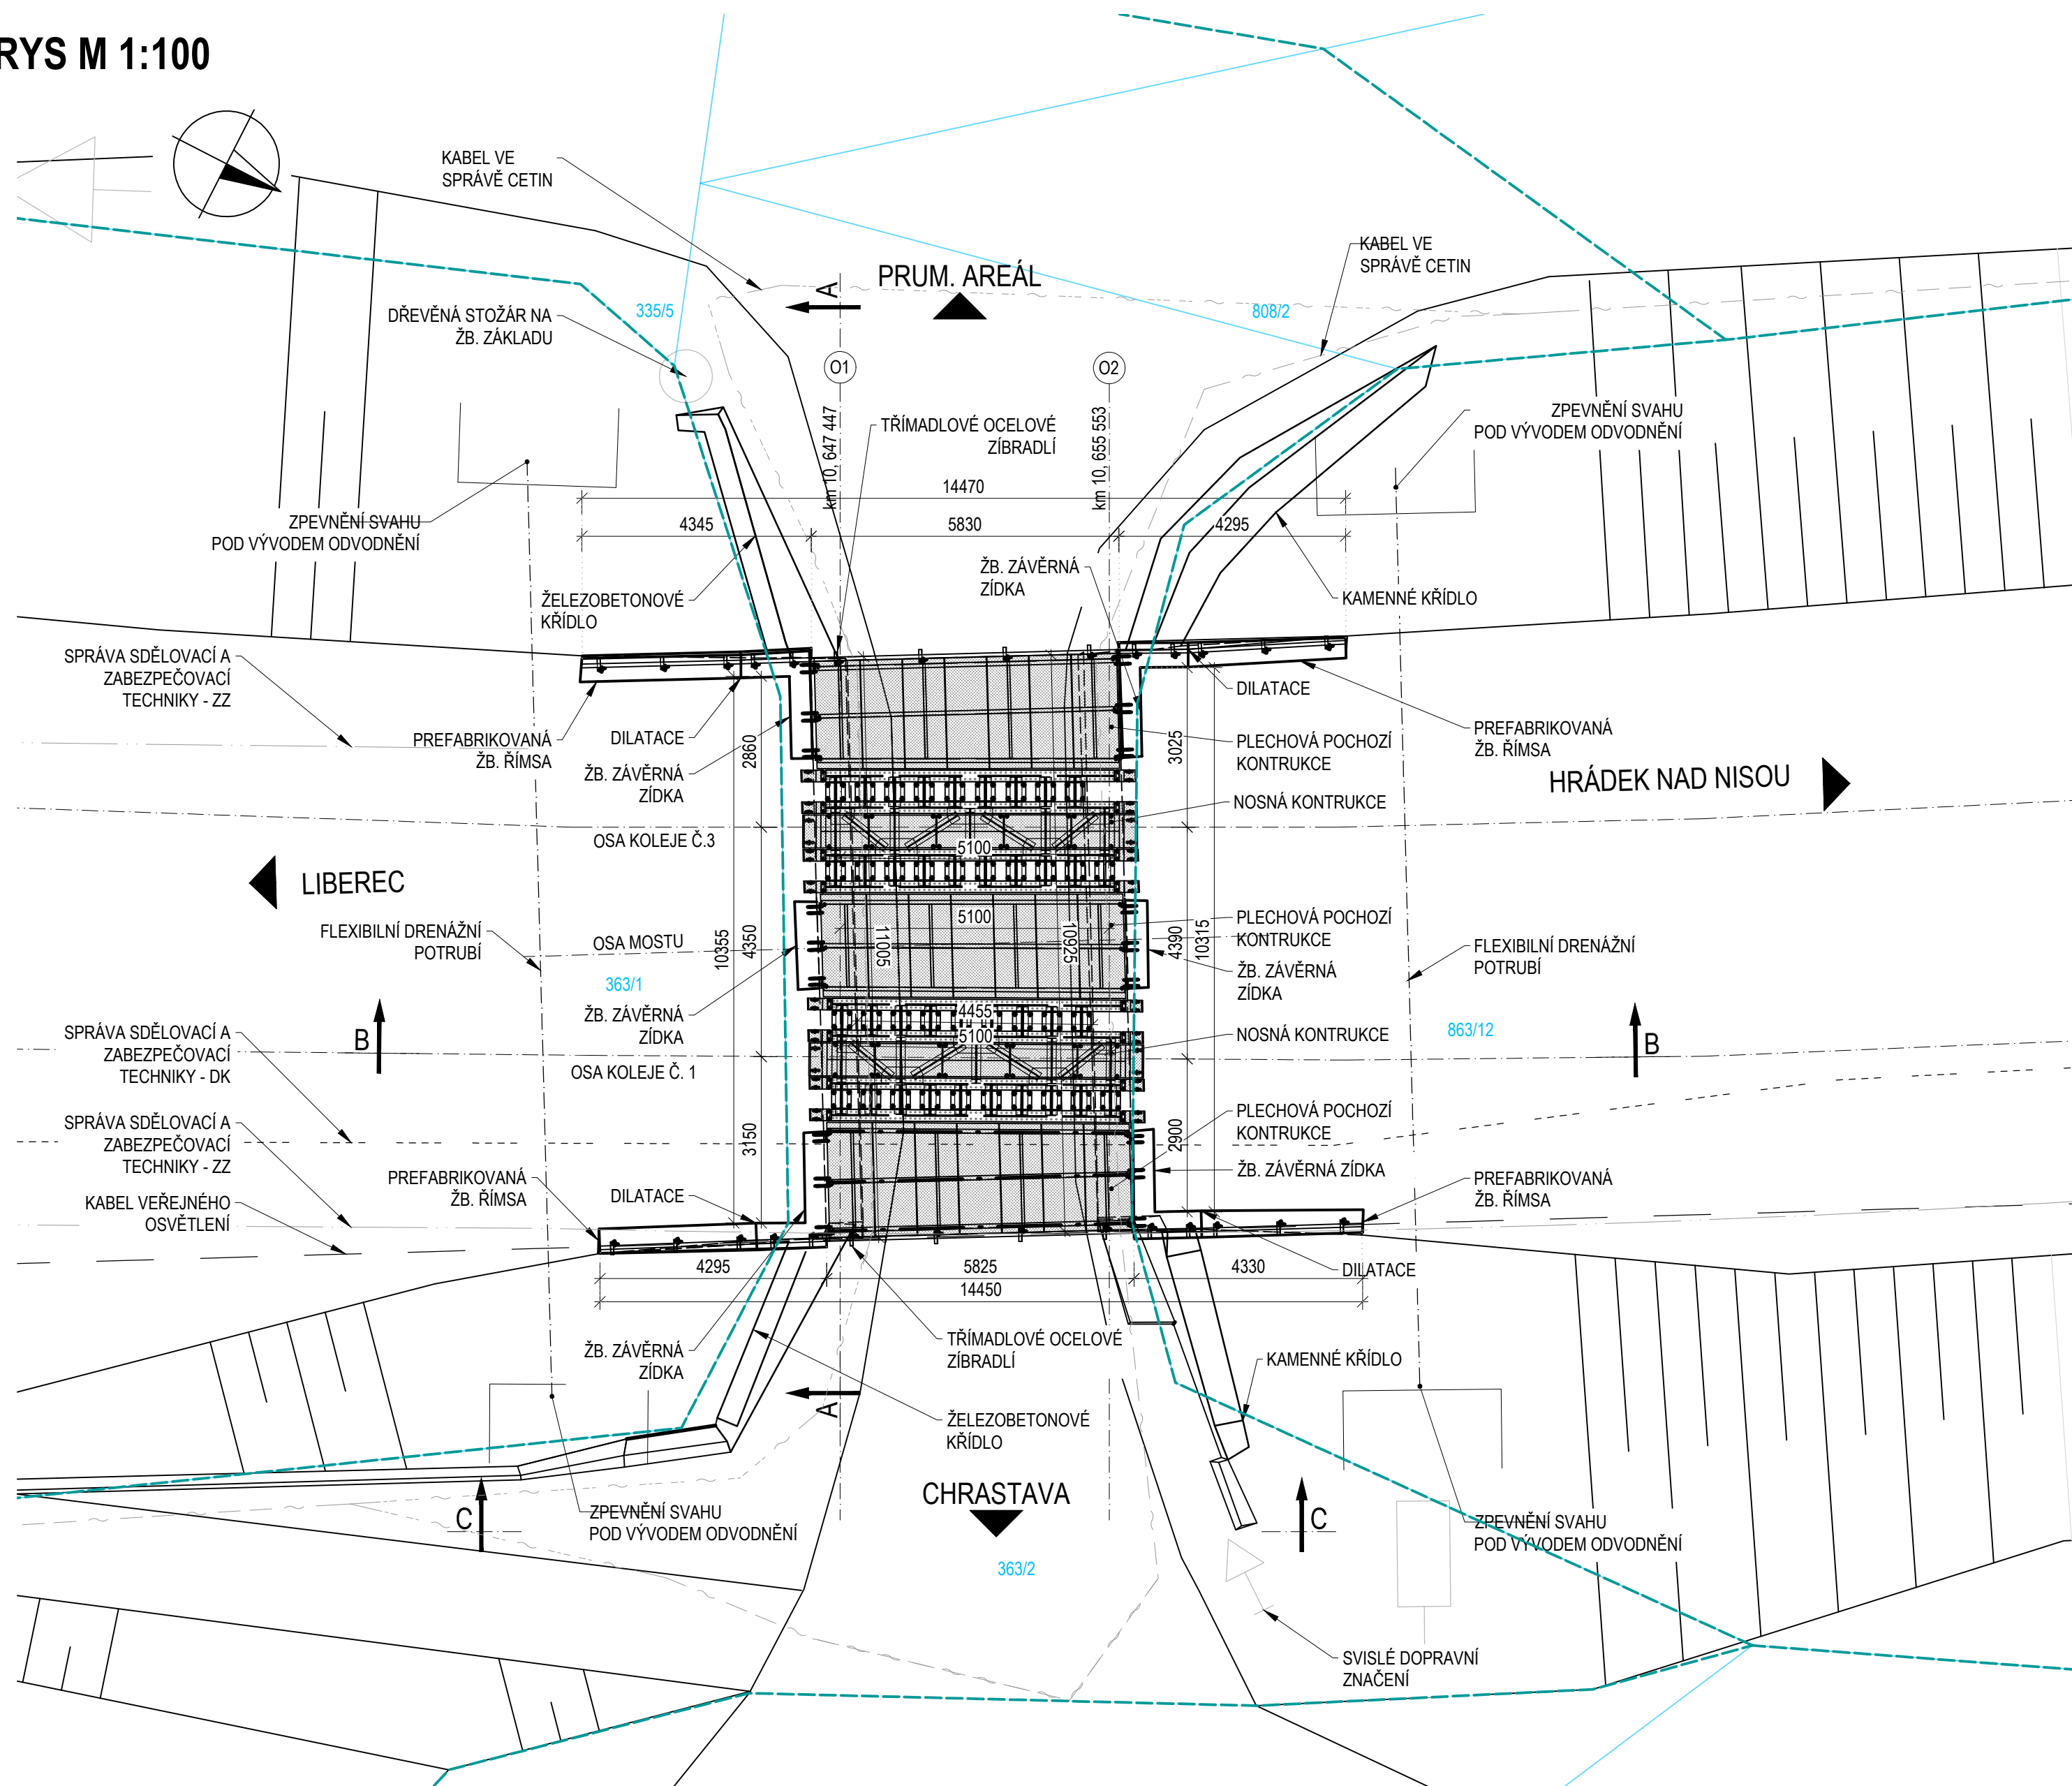 RYS M 1:100
KABEL VE
SPRÁVĚ CETIN
KABEL VE
SPRÁVĚ CETIN
PRUM. AREÁL
A
335/5
808/2
DŘEVĚNÁ STOŽÁR NA
ŽB. ZÁKLADU
O1
O2
km 10, 647 447
km 10, 655 553
TŘÍMADLOVÉ OCELOVÉ
ZÍBRADLÍ
ZPEVNĚNÍ SVAHU
POD VÝVODEM ODVODNĚNÍ
14470
4345
5830
4295
ZPEVNĚNÍ SVAHU
POD VÝVODEM ODVODNĚNÍ
ŽB. ZÁVĚRNÁ
ZÍDKA
ŽELEZOBETONOVÉ
KŘÍDLO
KAMENNÉ KŘÍDLO
SPRÁVA SDĚLOVACÍ A
ZABEZPEČOVACÍ
TECHNIKY - ZZ
DILATACE
PREFABRIKOVANÁ
ŽB. ŘÍMSA
DILATACE
2860
3025
PLECHOVÁ POCHOZÍ
KONTRUKCE
PREFABRIKOVANÁ
ŽB. ŘÍMSA
ŽB. ZÁVĚRNÁ
ZÍDKA
HRÁDEK NAD NISOU
NOSNÁ KONTRUKCE
OSA KOLEJE Č.3
5100
LIBEREC
FLEXIBILNÍ DRENÁŽNÍ
POTRUBÍ
OSA MOSTU
10355
4350
5100
11005
10925
4390
10315
PLECHOVÁ POCHOZÍ
KONTRUKCE
FLEXIBILNÍ DRENÁŽNÍ
POTRUBÍ
363/1
ŽB. ZÁVĚRNÁ
ZÍDKA
ŽB. ZÁVĚRNÁ
ZÍDKA
4455
5100
NOSNÁ KONTRUKCE
863/12
B
B
SPRÁVA SDĚLOVACÍ A
ZABEZPEČOVACÍ
TECHNIKY - DK
OSA KOLEJE Č. 1
SPRÁVA SDĚLOVACÍ A
ZABEZPEČOVACÍ
TECHNIKY - ZZ
3150
2900
PLECHOVÁ POCHOZÍ
KONTRUKCE
PREFABRIKOVANÁ
ŽB. ŘÍMSA
DILATACE
ŽB. ZÁVĚRNÁ ZÍDKA
PREFABRIKOVANÁ
ŽB. ŘÍMSA
KABEL VEŘEJNÉHO
OSVĚTLENÍ
4295
5825
4330
DILATACE
14450
ŽB. ZÁVĚRNÁ
ZÍDKA
TŘÍMADLOVÉ OCELOVÉ
ZÍBRADLÍ
KAMENNÉ KŘÍDLO
A
ŽELEZOBETONOVÉ
KŘÍDLO
CHRASTAVA
C
ZPEVNĚNÍ SVAHU
POD VÝVODEM ODVODNĚNÍ
C
ZPEVNĚNÍ SVAHU
POD VÝVODEM ODVODNĚNÍ
363/2
SVISLÉ DOPRAVNÍ
ZNAČENÍ